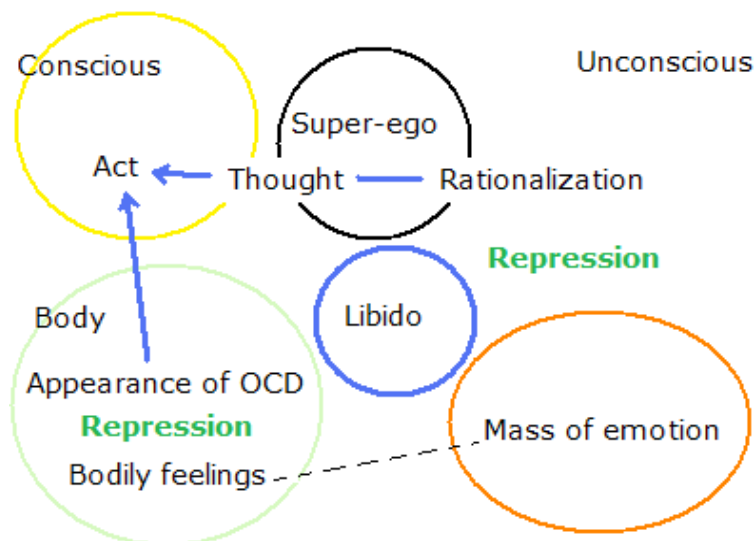 Conscious
Unconscious
Super-ego
Act
Thought
Rationalization
Repression
Body
Libido
Appearance of OCD
Repression
Mass of emotion
Bodily feelings